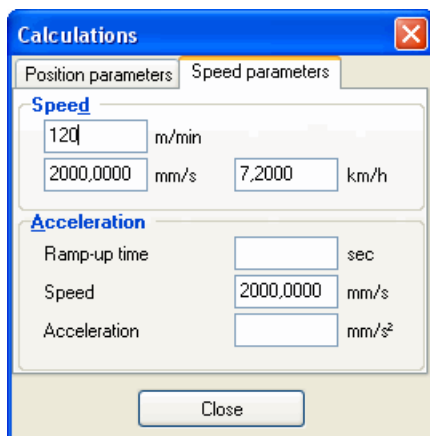 Calculations
Position parameters Speed parameters
Speed
120 m/min
2000,0000 mm/s 7,2000 km/h
Acceleration
Ramp-up time sec
Speed 2000,0000 mm/s
Acceleration mm/s²
Close